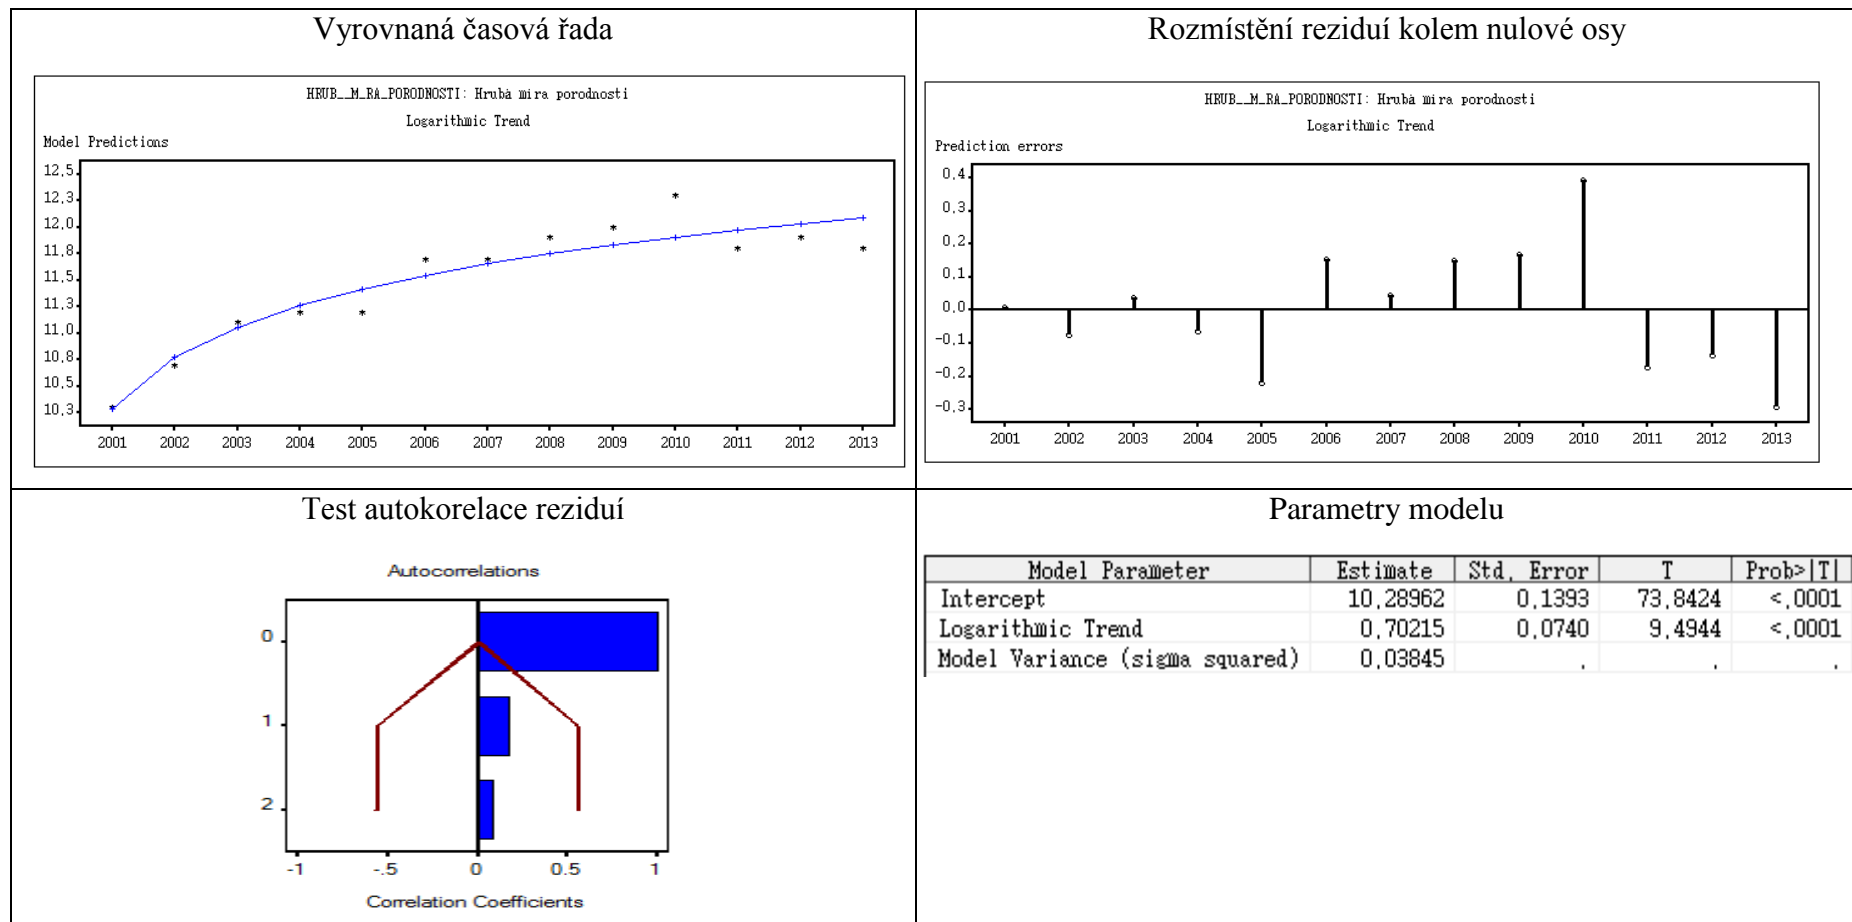 Vyrovnaná časová řada
HRUB__M_RA_PORODNOSTI: Hrubà mira porodnosti
Logarithmic Trend
Model Predictions
12,5
12,3
12,0
11,8
11,5
11,3
11,0
10,8
10,5
10,3
2001 2002 2003 2004 2005 2006 2007 2008 2009 2010 2011 2012 2013
Rozmístění reziduí kolem nulové osy
HRUB__M_RA_PORODNOSTI: Hrubà mira porodnosti
Logarithmic Trend
Prediction errors
0,4
0,3
0,2
0,1
0,0
-0,1
-0,2
-0,3
2001 2002 2003 2004 2005 2006 2007 2008 2009 2010 2011 2012 2013
Test autokorelace reziduí
Autocorrelations
0
1
2
-1 -.5 0 0.5 1
Correlation Coefficients
Parametry modelu
Model Parameter Estimate Std, Error T Prob>|T|
Intercept 10,28962 0,1393 73,8424 <,0001
Logarithmic Trend 0,70215 0,0740 9,4944 <,0001
Model Variance (sigma squared) 0,03845 , , ,